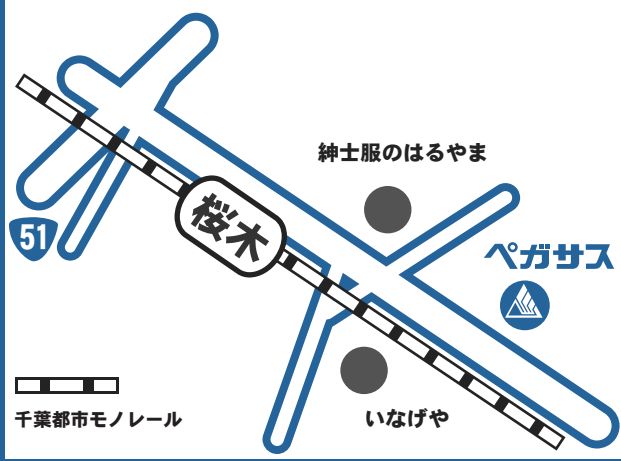 紳士服のはるやま
51
桜木
ペガサス
千葉都市モノレール
いなげや